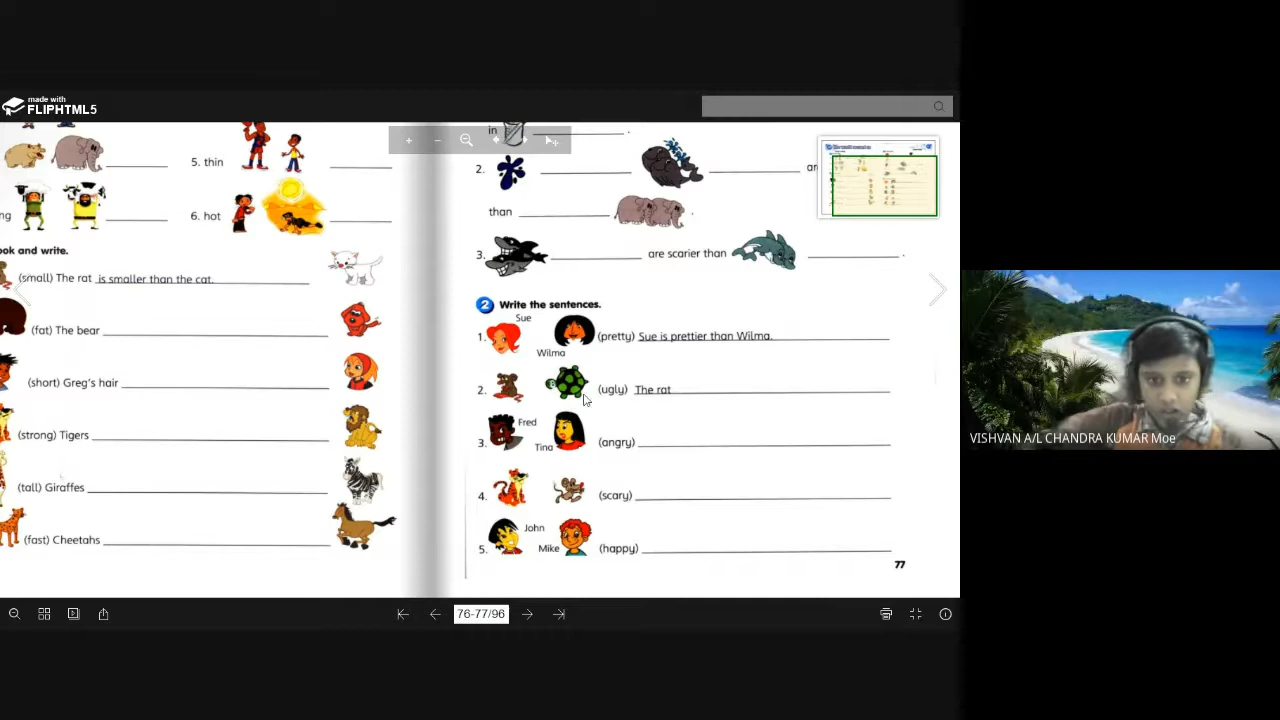 made with
FLIPHTML5
5. thin
ng
6. hot
ook and write.
(small) The rat is smaller than the cat.
(fat) The bear
(short) Greg's hair
(strong) Tigers
(tall) Giraffes
(fast) Cheetahs
in .
2. are
than .
3. are scarier than .
2 Write the sentences.
Sue
1. Wilma (pretty) Sue is prettier than Wilma.
2. (ugly) The rat
3. Fred Tina (angry)
4. (scary)
5. John Mike (happy)
77
76-77/96
VISHVAN A/L CHANDRA KUMAR Moe